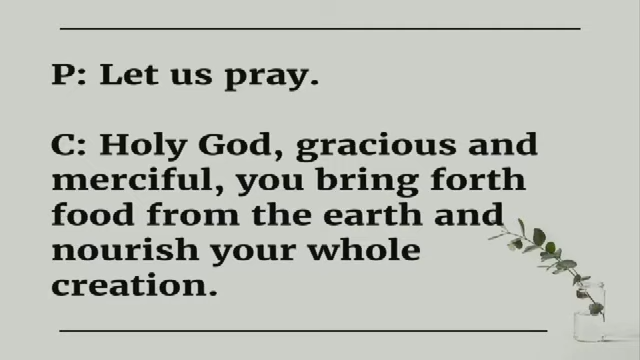 P: Let us pray.
C: Holy God, gracious and
merciful, you bring forth
food from the earth and
nourish your whole
creation.